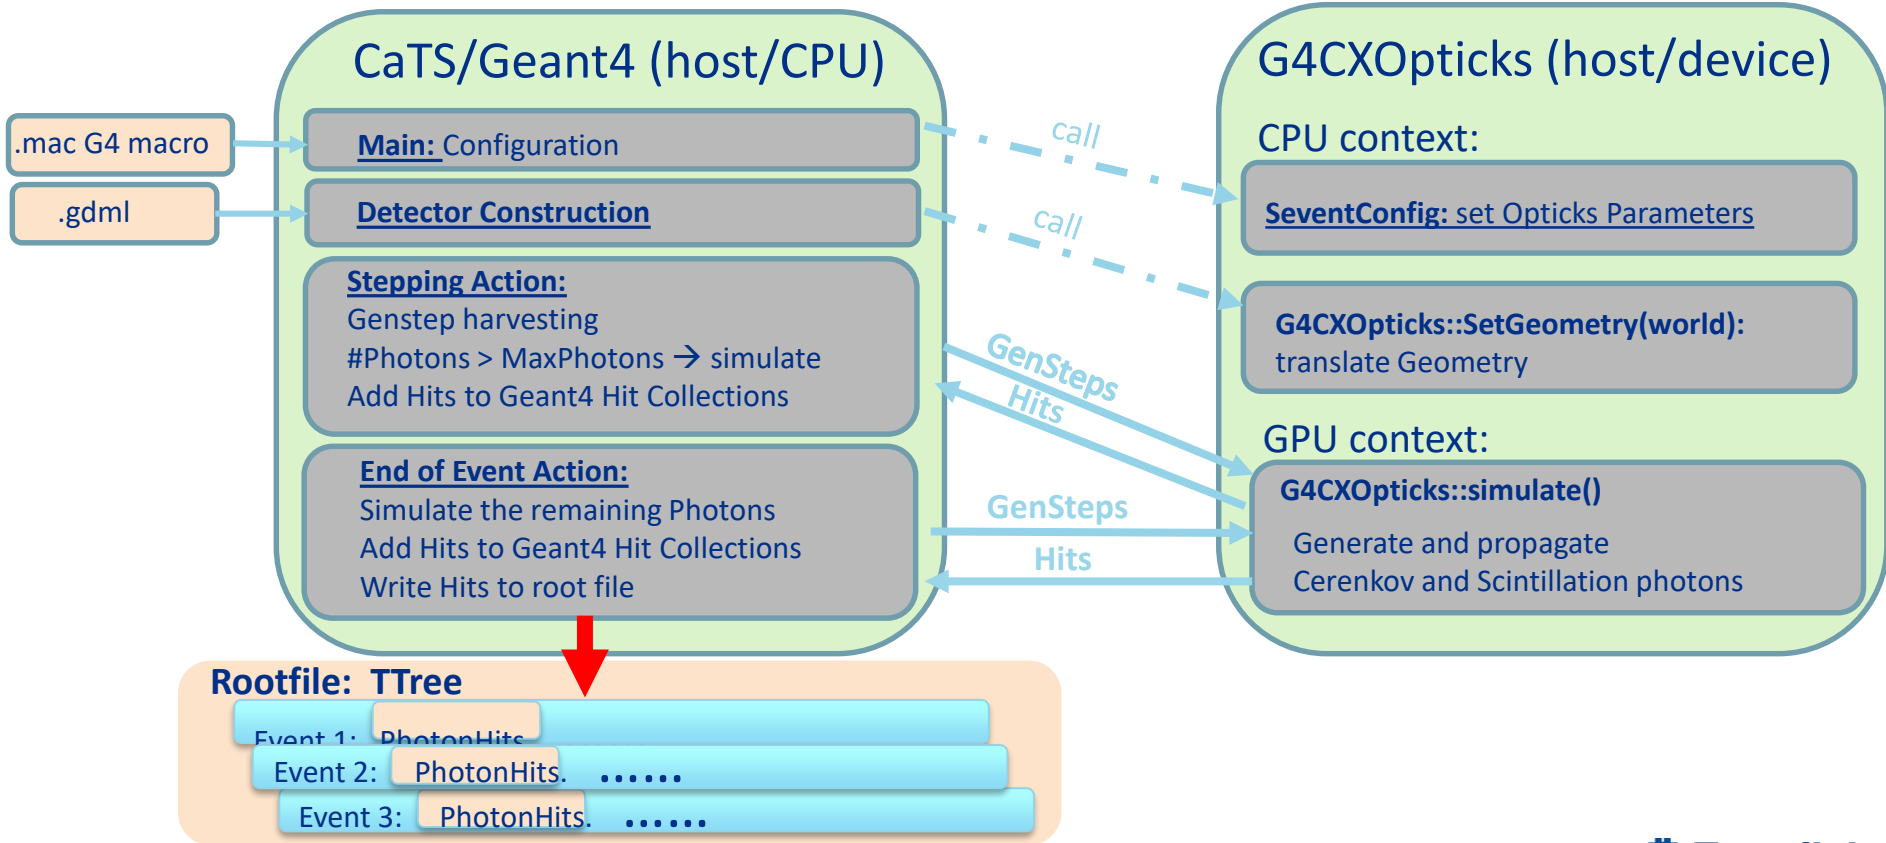 CaTS/Geant4 (host/CPU)
.mac G4 macro
.gdml
Main: Configuration
Detector Construction
Stepping Action:
Genstep harvesting
#Photons > MaxPhotons → simulate
Add Hits to Geant4 Hit Collections
End of Event Action:
Simulate the remaining Photons
Add Hits to Geant4 Hit Collections
Write Hits to root file
call
call
GenSteps
Hits
GenSteps
Hits
G4CXOpticks (host/device)
CPU context:
SeventConfig: set Opticks Parameters
G4CXOpticks::SetGeometry(world):
translate Geometry
GPU context:
G4CXOpticks::simulate()
Generate and propagate
Cerenkov and Scintillation photons
Rootfile: TTree
Event 1: PhotonHits
Event 2: PhotonHits. ......
Event 3: PhotonHits. ......